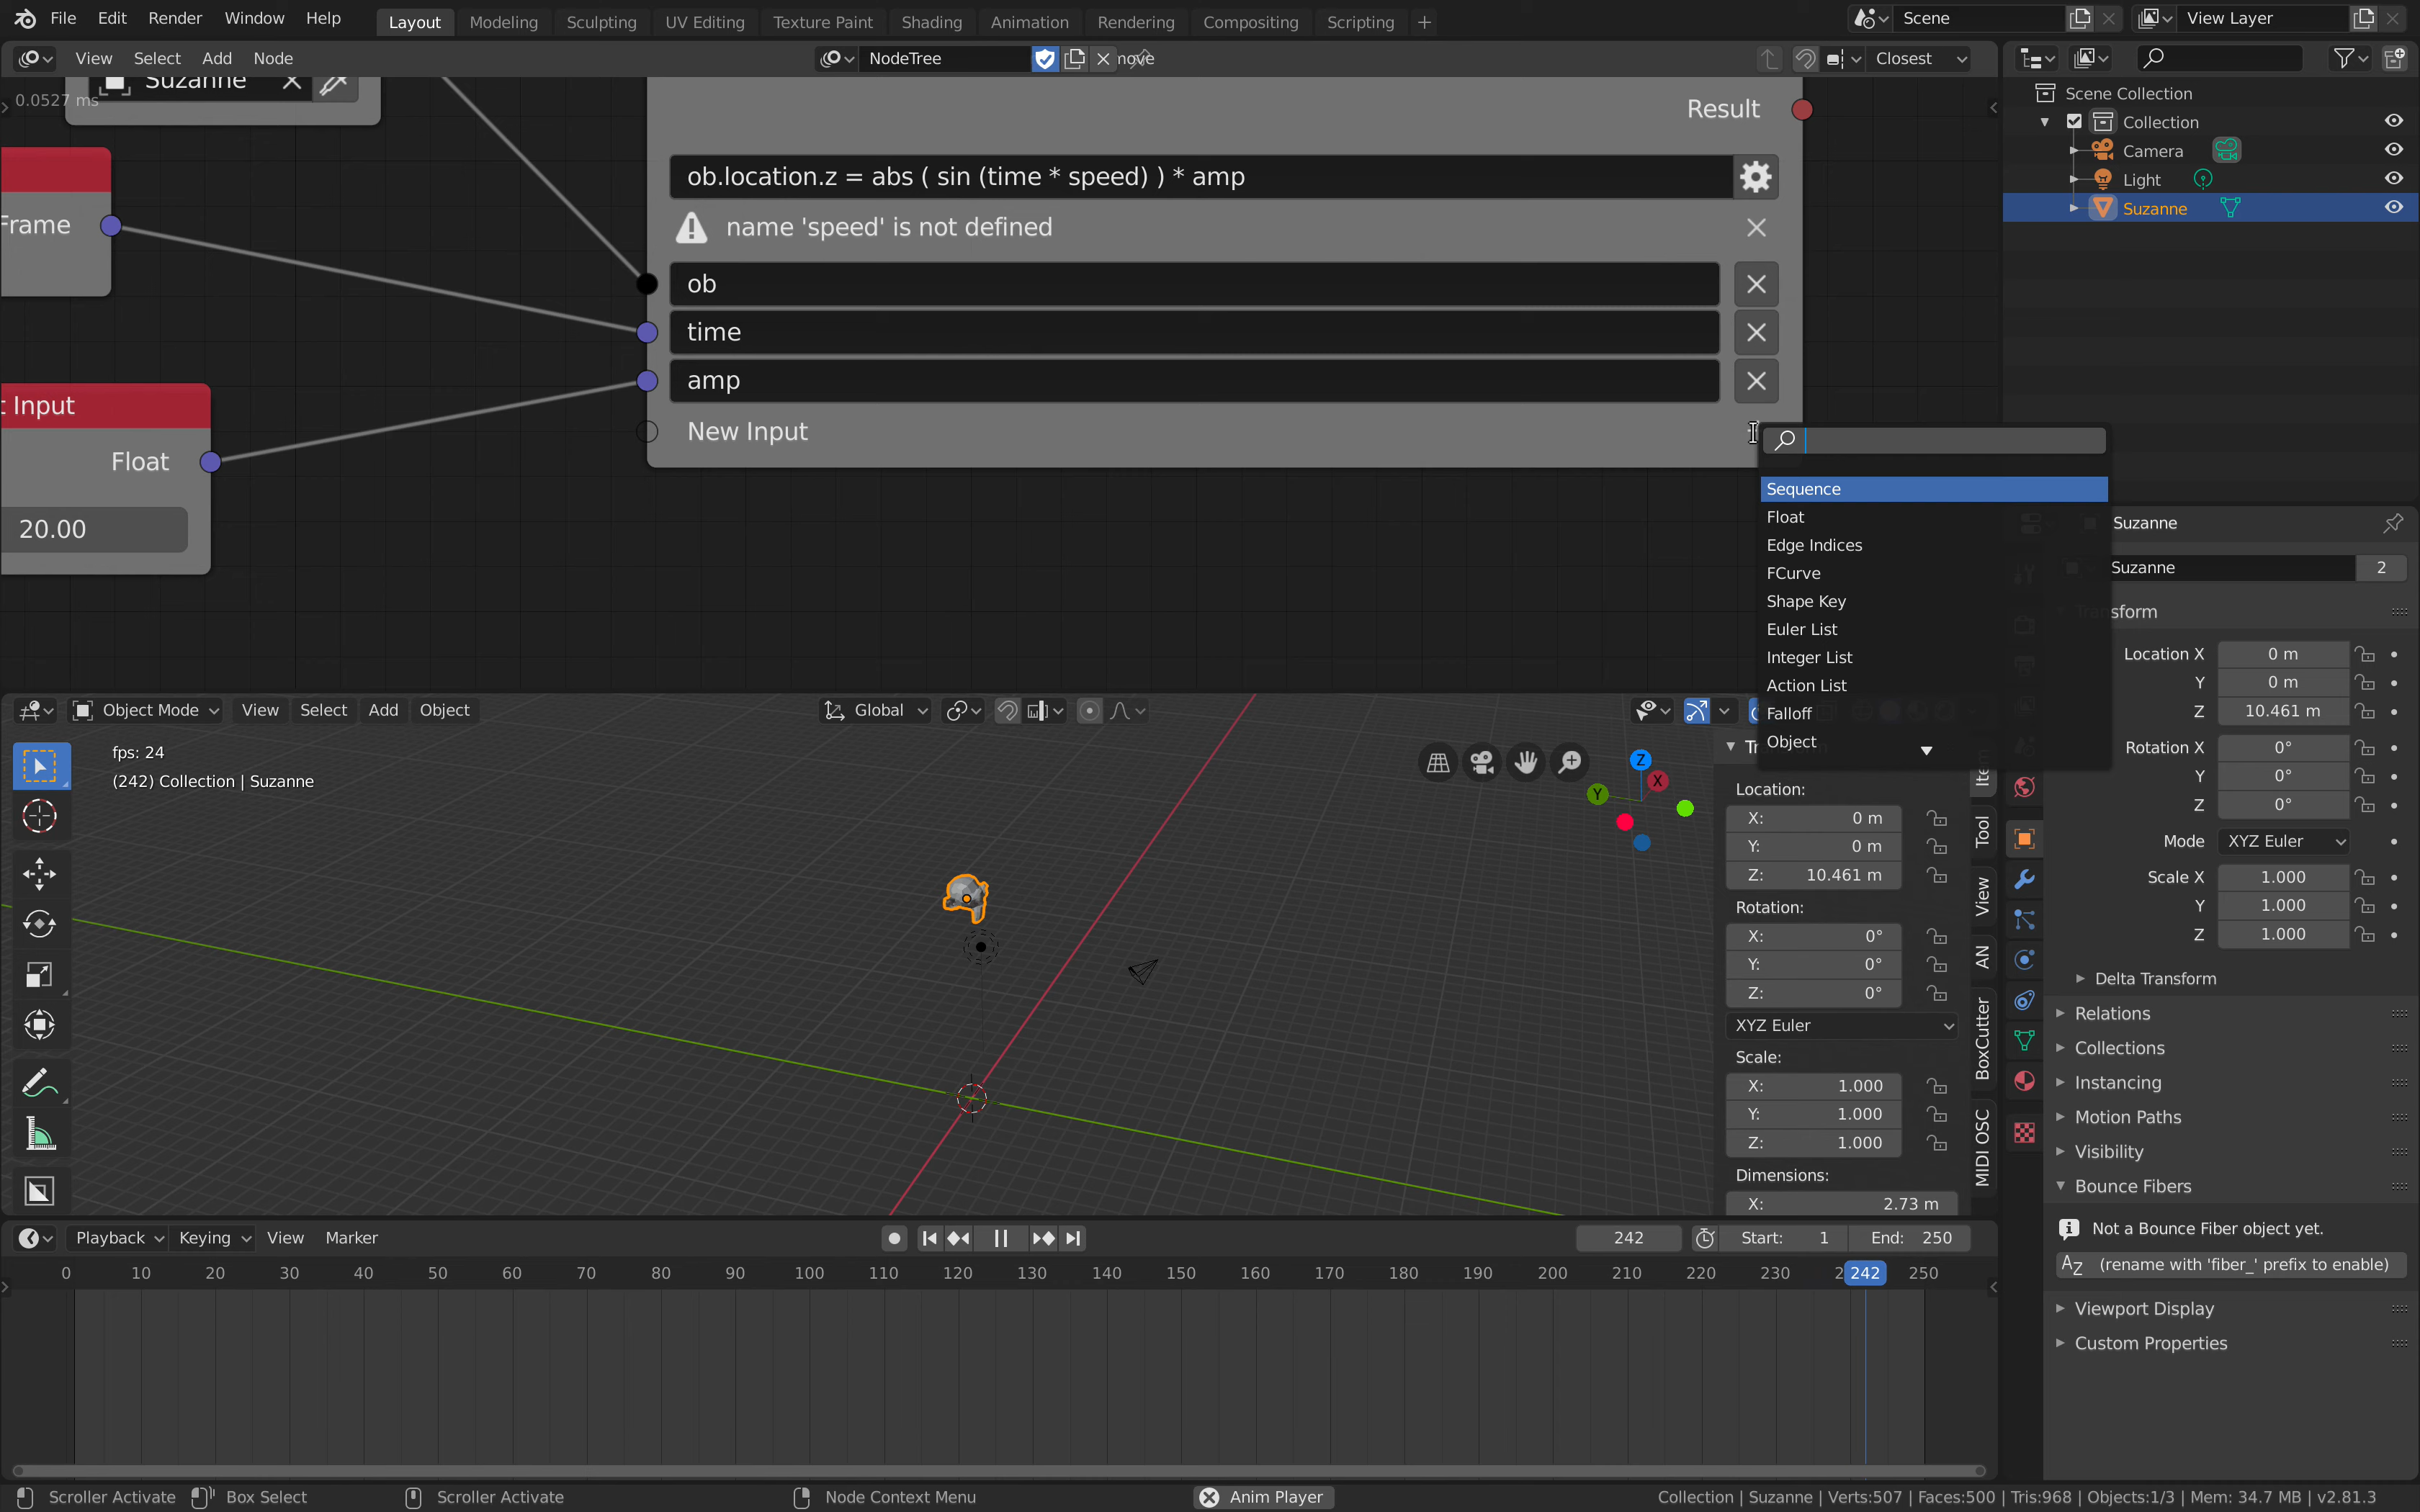 File Edit Render Window Help Layout Modeling Sculpting UV Editing Texture Paint Shading Animation Rendering Compositing Scripting + Scene View Layer
View Select Add Node NodeTree Closest
Suzanne
0.0527 ms
Result
ob.location.z = abs ( sin (time * speed) ) * amp
name 'speed' is not defined
Frame
ob
time
amp
New Input
t Input
Float
20.00
Sequence
Float
Edge Indices
FCurve
Shape Key
Euler List
Integer List
Action List
Falloff
Object
Scene Collection
Collection
Camera
Light
Suzanne
Suzanne
Suzanne 2
Transform
Location X 0 m
Y 0 m
Z 10.461 m
Rotation X 0°
Y 0°
Z 0°
Mode XYZ Euler
Scale X 1.000
Y 1.000
Z 1.000
Delta Transform
Relations
Collections
Instancing
Motion Paths
Visibility
Bounce Fibers
Not a Bounce Fiber object yet.
(rename with 'fiber_' prefix to enable)
Viewport Display
Custom Properties
Object Mode View Select Add Object Global
fps: 24
(242) Collection | Suzanne
Z
X
Y
Location:
X: 0 m
Y: 0 m
Z: 10.461 m
Rotation:
X: 0°
Y: 0°
Z: 0°
XYZ Euler
Scale:
X: 1.000
Y: 1.000
Z: 1.000
Dimensions:
X: 2.73 m
Tool
View
AN
BoxCutter
MIDI OSC
Playback Keying View Marker 242 Start: 1 End: 250
0 10 20 30 40 50 60 70 80 90 100 110 120 130 140 150 160 170 180 190 200 210 220 230 242 250
Scroller Activate Box Select Scroller Activate Node Context Menu Anim Player Collection | Suzanne | Verts:507 | Faces:500 | Tris:968 | Objects:1/3 | Mem: 34.7 MB | v2.81.3